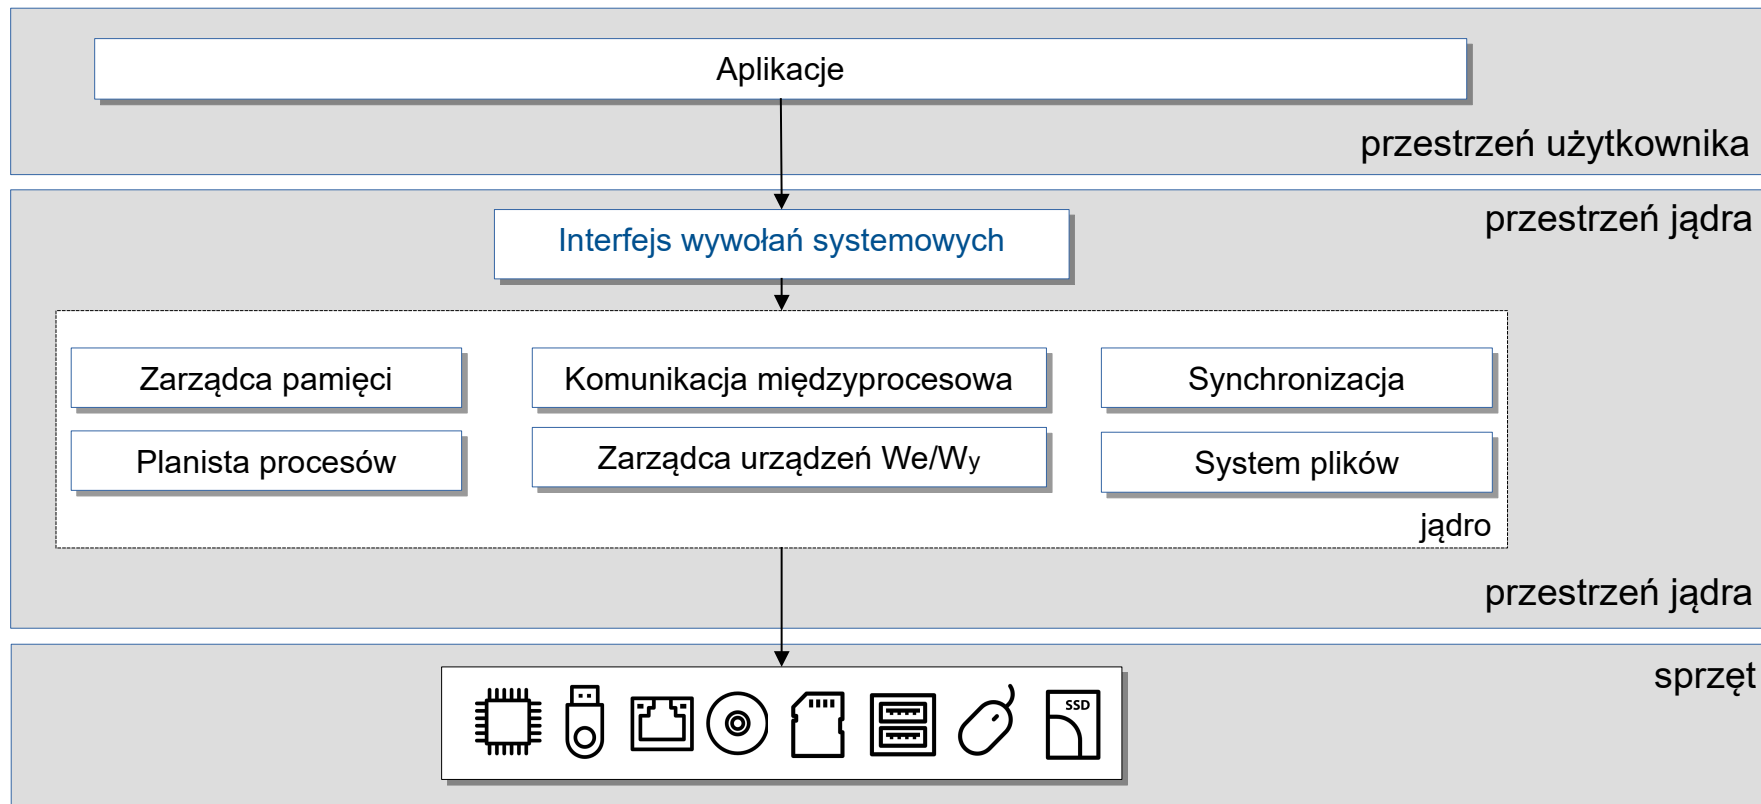 Aplikacje
przestrzeń użytkownika
przestrzeń jądra
Interfejs wywołań systemowych
Zarządca pamięci
Komunikacja międzyprocesowa
Synchronizacja
Planista procesów
Zarządca urządzeń We/Wy
System plików
jądro
przestrzeń jądra
sprzęt
SSD